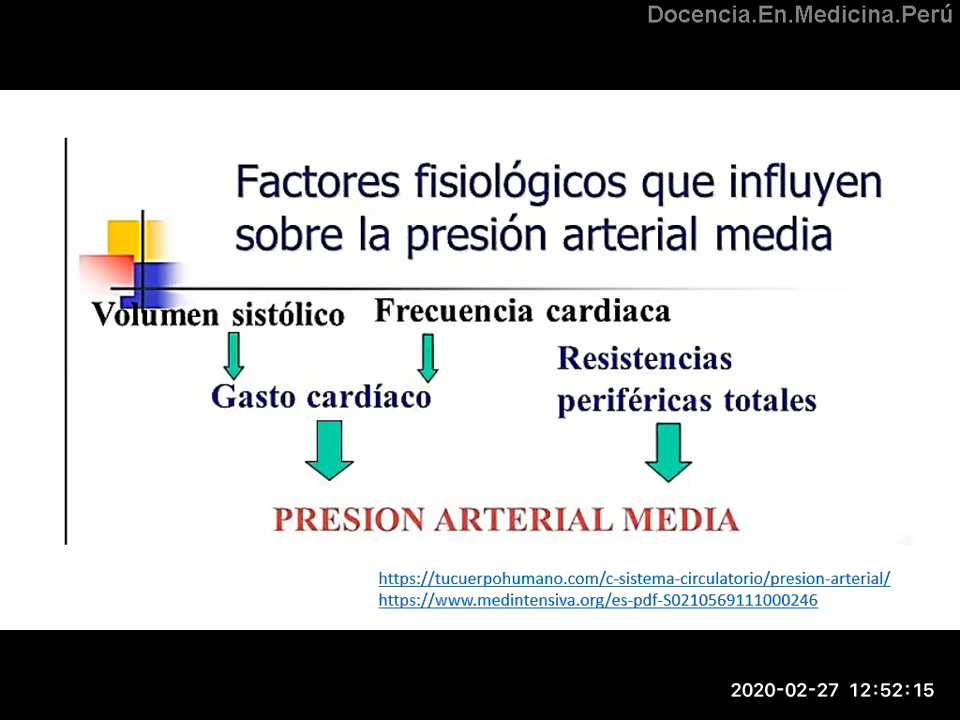 Docencia.En.Medicina.Perú
Factores fisiológicos que influyen
sobre la presión arterial media
Volumen sistólico
Frecuencia cardiaca
Resistencias
periféricas totales
Gasto cardíaco
PRESION ARTERIAL MEDIA
https://tucuerpohumano.com/c-sistema-circulatorio/presion-arterial/
https://www.medintensiva.org/es-pdf-S0210569111000246
2020-02-27 12:52:15